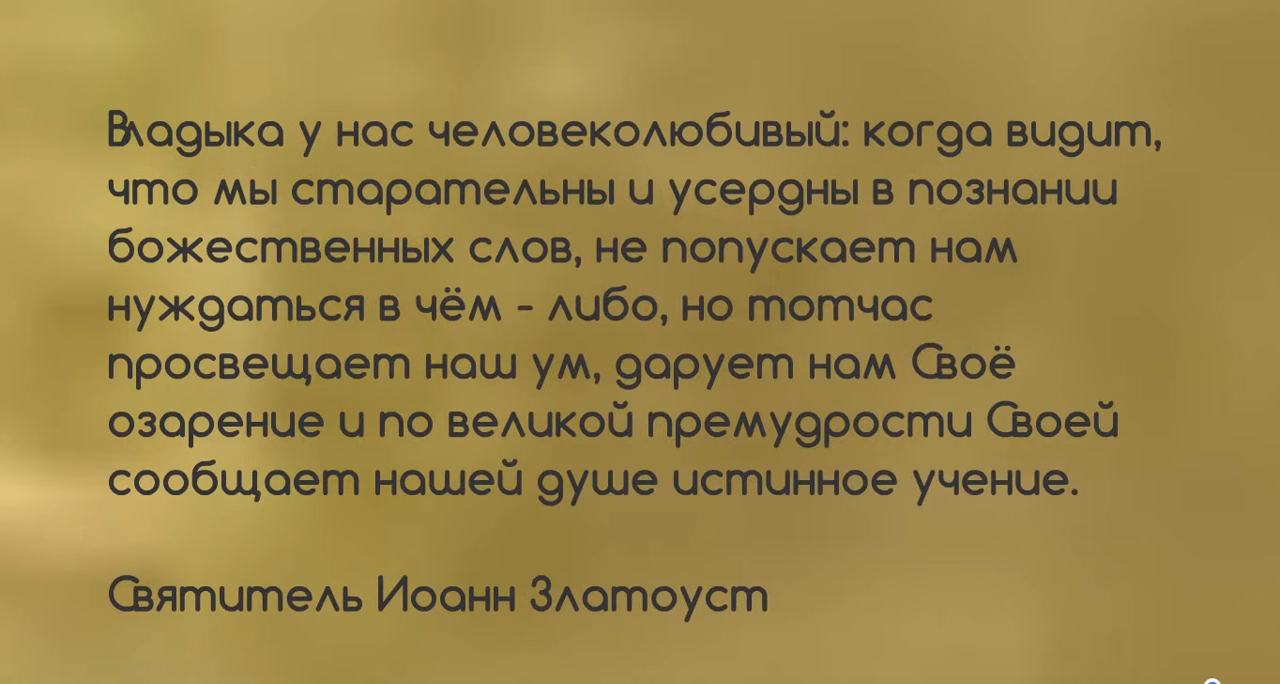 Владыка у нас человеколюбивый: когда видит,
что мы старательны и усердны в познании
божественных слов, не попускает нам
нуждаться в чём - либо, но тотчас
просвещает наш ум, дарует нам Своё
озарение и по великой премудрости Своей
сообщает нашей душе истинное учение.
Святитель Иоанн Златоуст